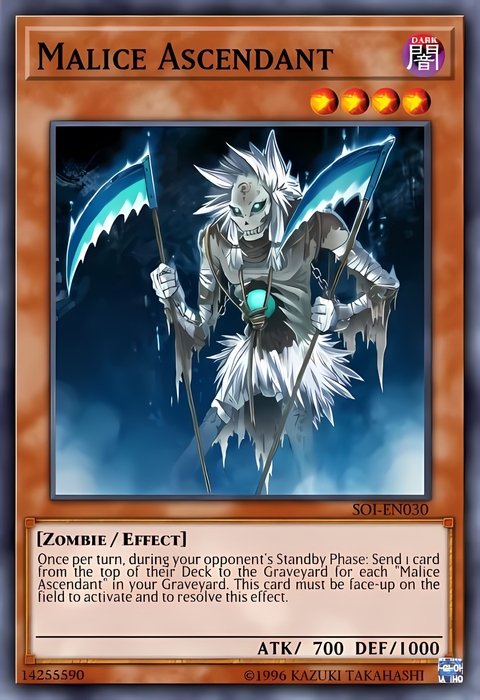 MALICE ASCENDANT
DARK
闇
SOI-EN030
[ZOMBIE / EFFECT]
Once per turn, during your opponent's Standby Phase: Send 1 card
from the top of their Deck to the Graveyard for each "Malice
Ascendant" in your Graveyard. This card must be face-up on the
field to activate and to resolve this effect.
ATK/ 700 DEF/1000
14255590
©1996 KAZUKI TAKAHASHI